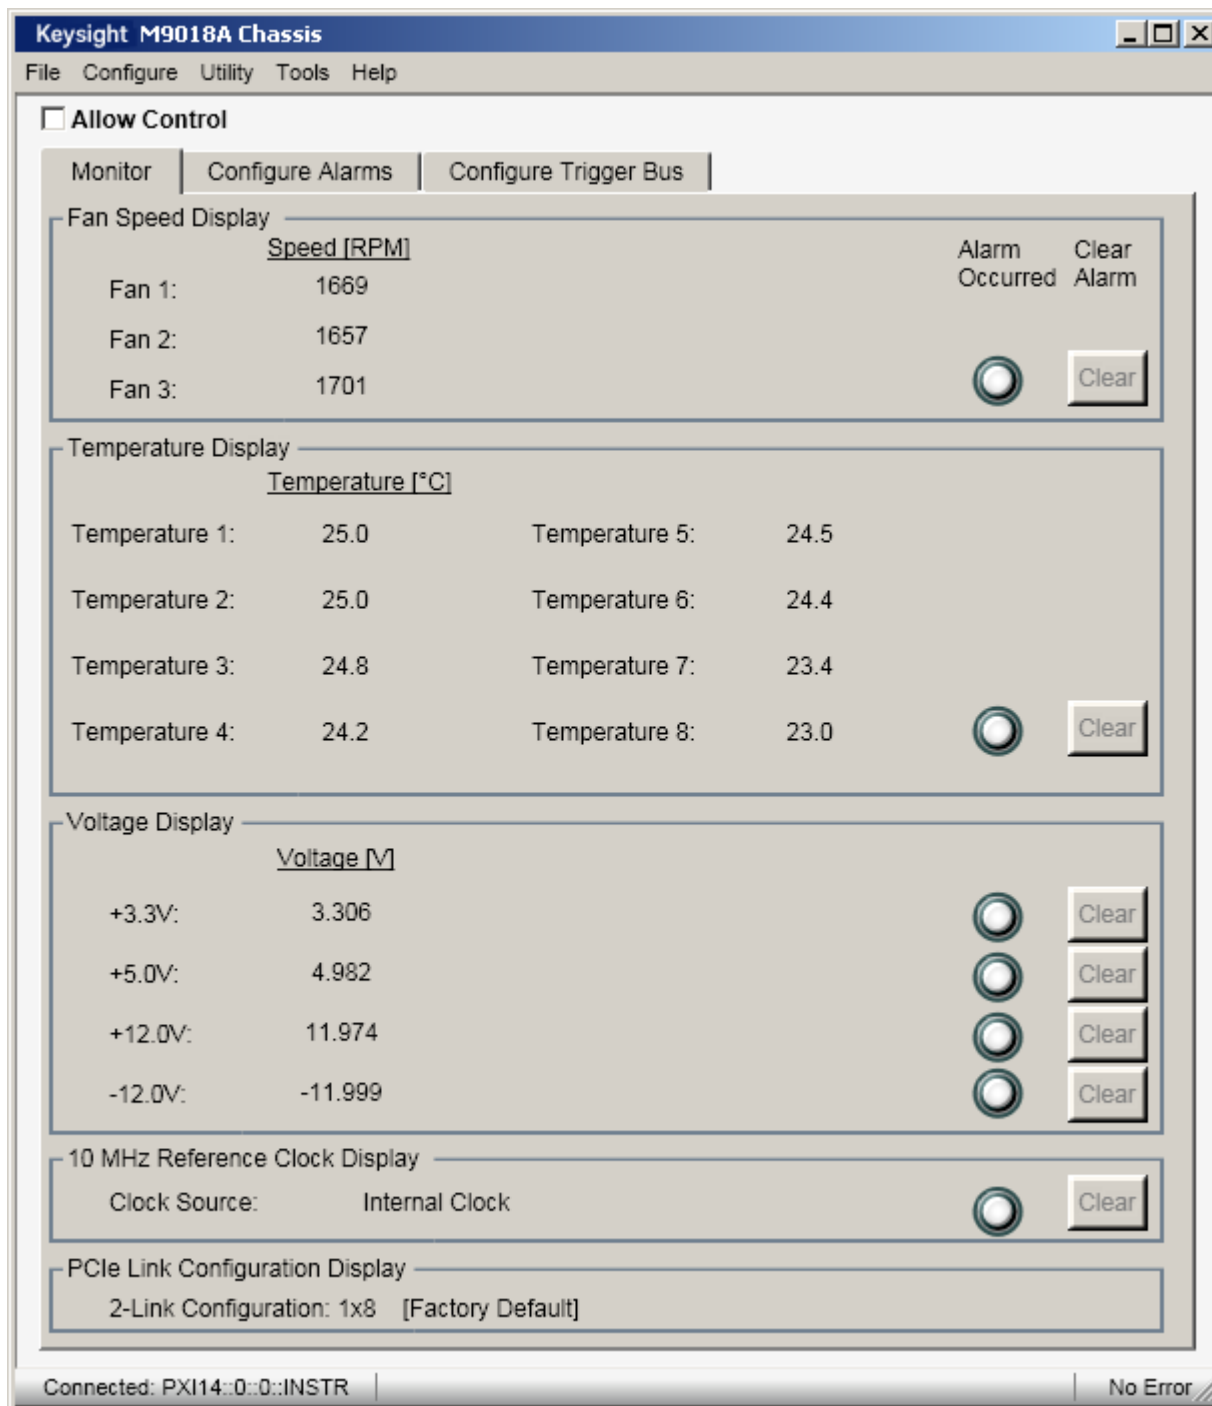 Keysight M9018A Chassis
File Configure Utility Tools Help
Allow Control
Monitor Configure Alarms Configure Trigger Bus
Fan Speed Display
Speed [RPM] Alarm Clear
Occurred Alarm
Fan 1: 1669
Fan 2: 1657
Fan 3: 1701 Clear
Temperature Display
Temperature [°C]
Temperature 1: 25.0 Temperature 5: 24.5
Temperature 2: 25.0 Temperature 6: 24.4
Temperature 3: 24.8 Temperature 7: 23.4
Temperature 4: 24.2 Temperature 8: 23.0 Clear
Voltage Display
Voltage [V]
+3.3V: 3.306 Clear
+5.0V: 4.982 Clear
+12.0V: 11.974 Clear
-12.0V: -11.999 Clear
10 MHz Reference Clock Display
Clock Source: Internal Clock Clear
PCIe Link Configuration Display
2-Link Configuration: 1x8 [Factory Default]
Connected: PXI14::0::0::INSTR No Error